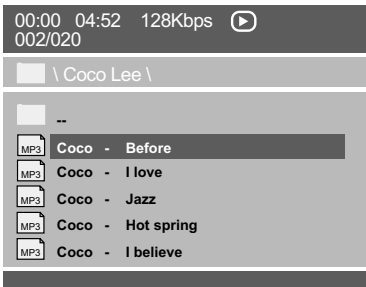 00:00 04:52 128Kbps
002/020
\ Coco Lee \
--
MP3 Coco - Before
MP3 Coco - I love
MP3 Coco - Jazz
MP3 Coco - Hot spring
MP3 Coco - I believe